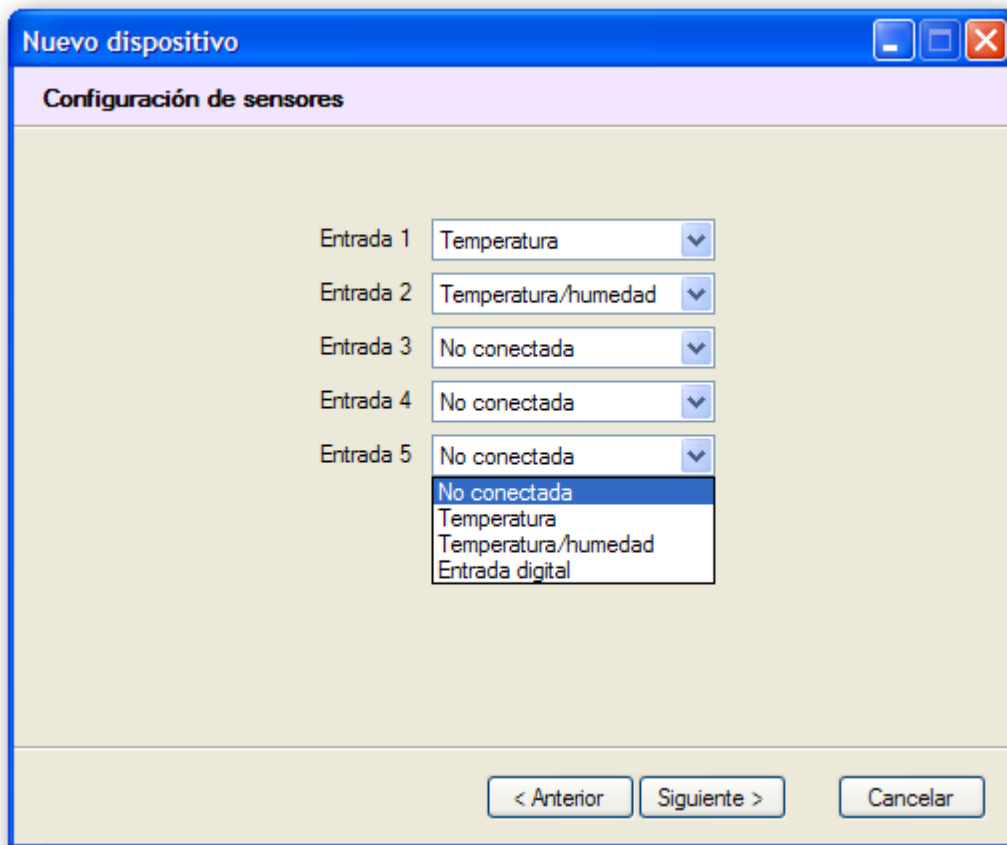 Nuevo dispositivo
Configuración de sensores
Entrada 1 Temperatura
Entrada 2 Temperatura/humedad
Entrada 3 No conectada
Entrada 4 No conectada
Entrada 5 No conectada
No conectada
Temperatura
Temperatura/humedad
Entrada digital
< Anterior Siguiente > Cancelar